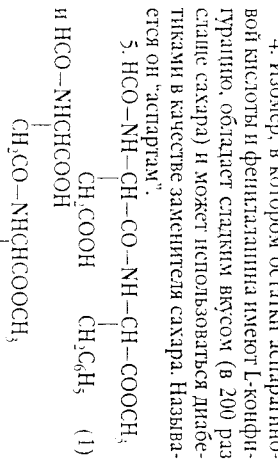 4. Изомер, в котором остатки аспарагино-
вой кислоты и фенилаланина имеют L-конфи-
гурацию, обладает сладким вкусом (в 200 раз
слаще сахара) и может использоваться диабе-
тиками в качестве заменителя сахара. Называ-
ется он "аспартам".
5. HCO—NH—CH—CO—NH—CH—COOCH₃
CH₂COOH CH₂C₆H₅ (1)
и HCO—NHCHCOOH
CH₂CO—NHCHCOOCH₃